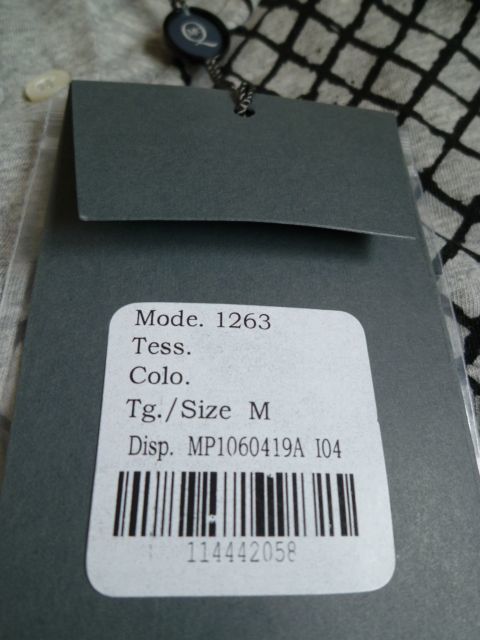 Mode. 1263
Tess.
Colo.
Tg./Size M
Disp. MP1060419A I04
114442058